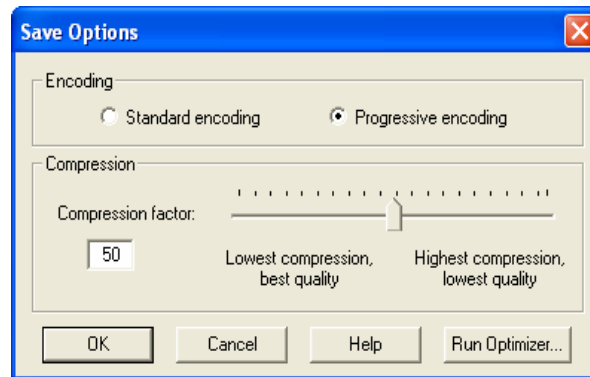 Save Options
Encoding
Standard encoding
Progressive encoding
Compression
Compression factor:
50
Lowest compression,
best quality
Highest compression,
lowest quality
OK
Cancel
Help
Run Optimizer...